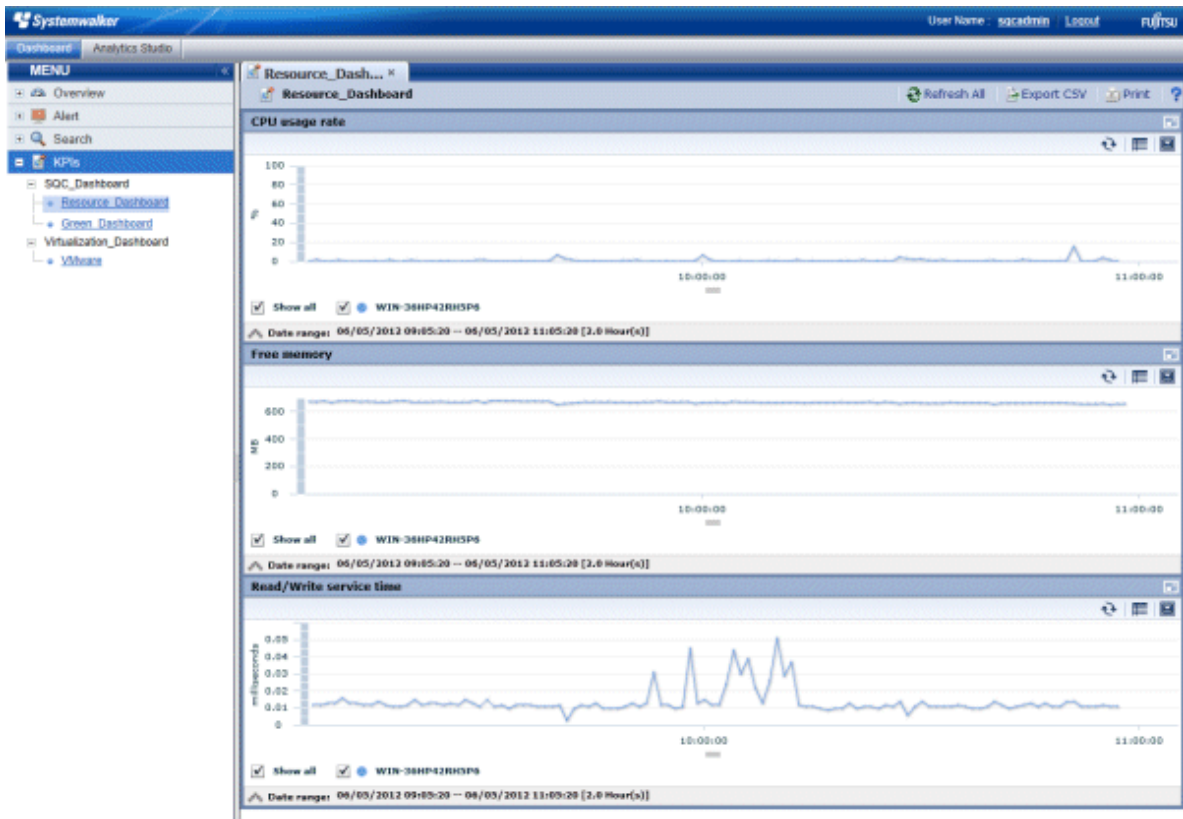 Systemwalker User Name : sqcadmin Logout FUJITSU
Dashboard Analytics Studio
MENU «
Overview
Alert
Search
KPIs
SQC_Dashboard
Resource_Dashboard
Green_Dashboard
Virtualization_Dashboard
VMware
Resource_Dash... ×
Resource_Dashboard Refresh All Export CSV Print ?
CPU usage rate
100
80
60
40
20
0
%
10:00:00 11:00:00
Show all WIN-36HP42RH5P6
Date range: 06/05/2012 09:05:20 -- 06/05/2012 11:05:20 [2.0 Hour(s)]
Free memory
600
400
200
0
MB
10:00:00 11:00:00
Show all WIN-36HP42RH5P6
Date range: 06/05/2012 09:05:20 -- 06/05/2012 11:05:20 [2.0 Hour(s)]
Read/Write service time
0.05
0.04
0.03
0.02
0.01
0
milliseconds
10:00:00 11:00:00
Show all WIN-36HP42RH5P6
Date range: 06/05/2012 09:05:20 -- 06/05/2012 11:05:20 [2.0 Hour(s)]